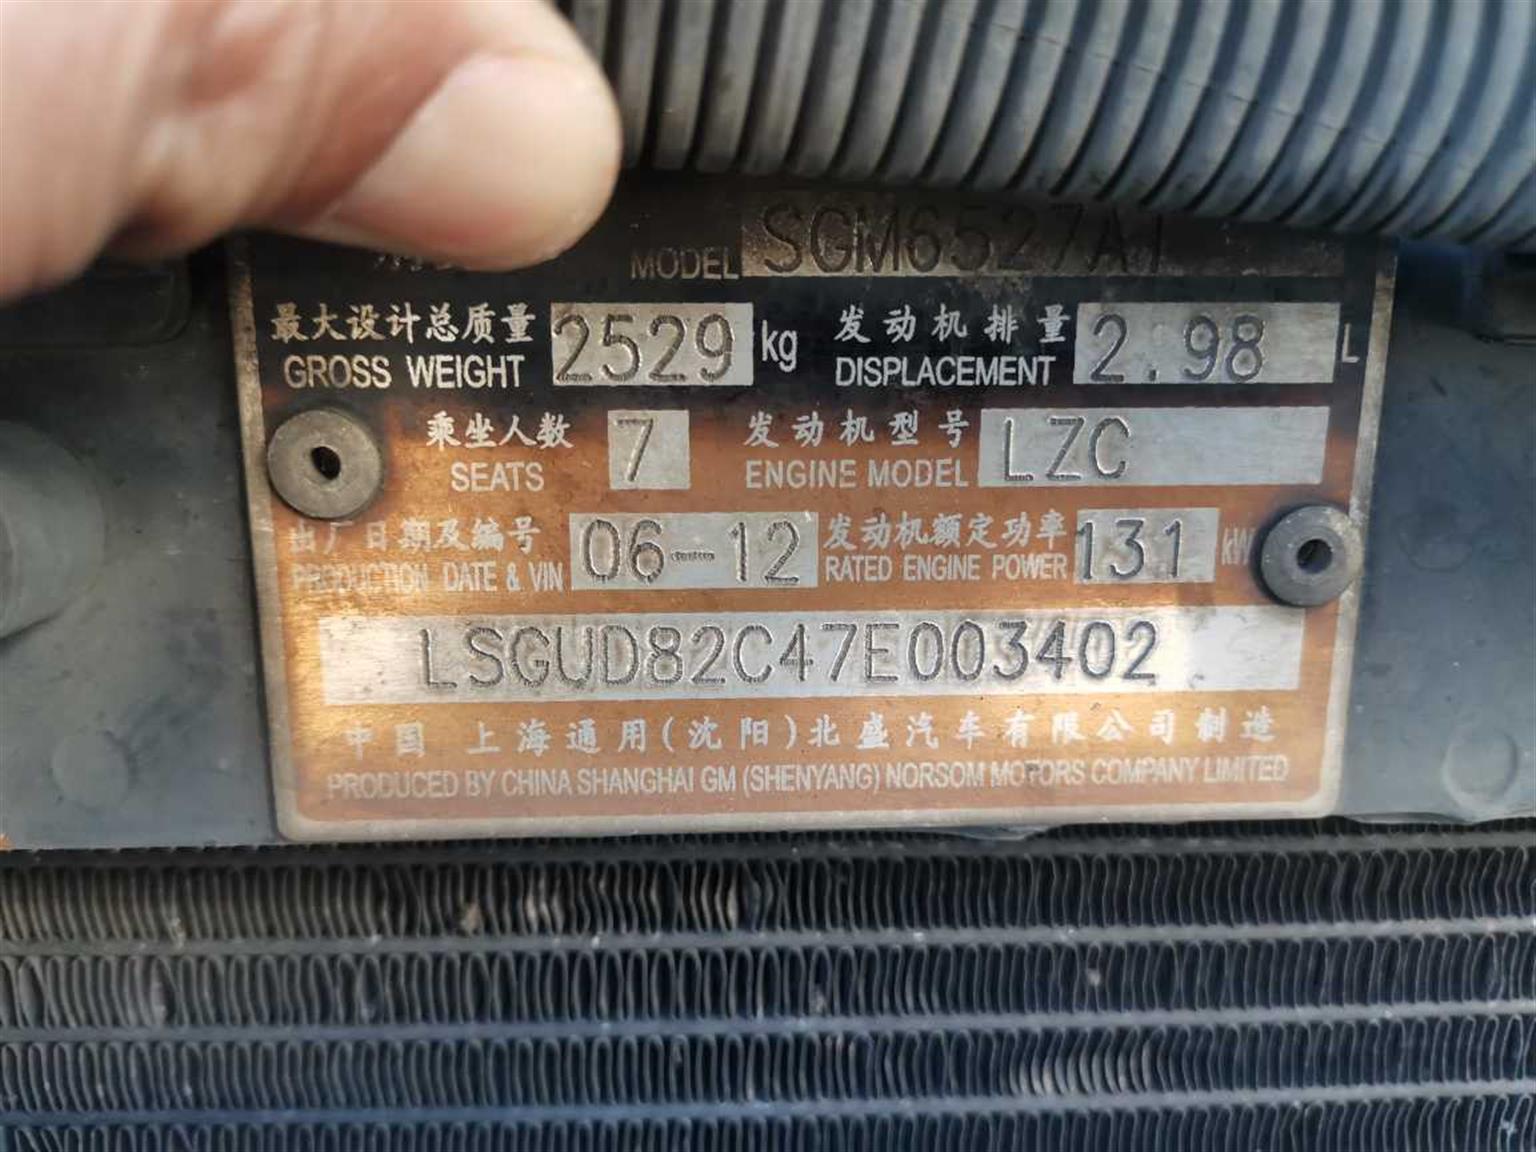 MODEL SGM6527AT
最大设计总质量 2529 kg 发动机排量 2.98 L
GROSS WEIGHT DISPLACEMENT
乘坐人数 7 发动机型号 LZC
SEATS ENGINE MODEL
出厂日期及编号 06-12 发动机额定功率 131 kW
PRODUCTION DATE & VIN RATED ENGINE POWER
LSGUD82C47E003402
中国 上海通用(沈阳)北盛汽车有限公司制造
PRODUCED BY CHINA SHANGHAI GM (SHENYANG) NORSOM MOTORS COMPANY LIMITED